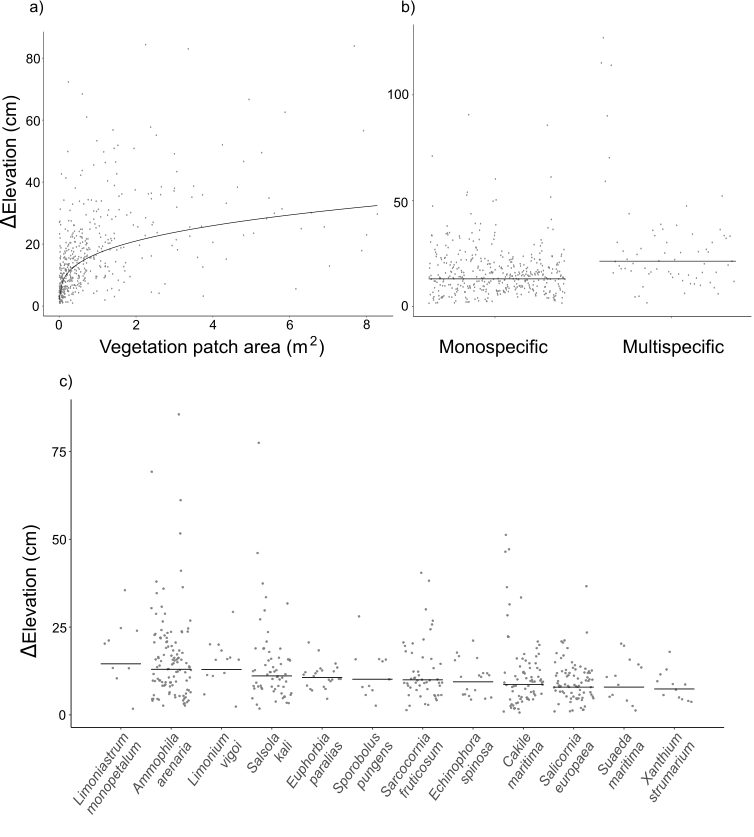 a)
ΔElevation (cm)
80
60
40
20
0
0 2 4 6 8
Vegetation patch area (m²)
b)
100
50
0
Monospecific Multispecific
c)
ΔElevation (cm)
75
50
25
0
Limoniastrum
monopetalum
Ammophila
arenaria
Limonium
vigoi
Salsola
kali
Euphorbia
paralias
Sporobolus
pungens
Sarcocornia
fruticosum
Echinophora
spinosa
Cakile
maritima
Salicornia
europaea
Suaeda
maritima
Xanthium
strumarium